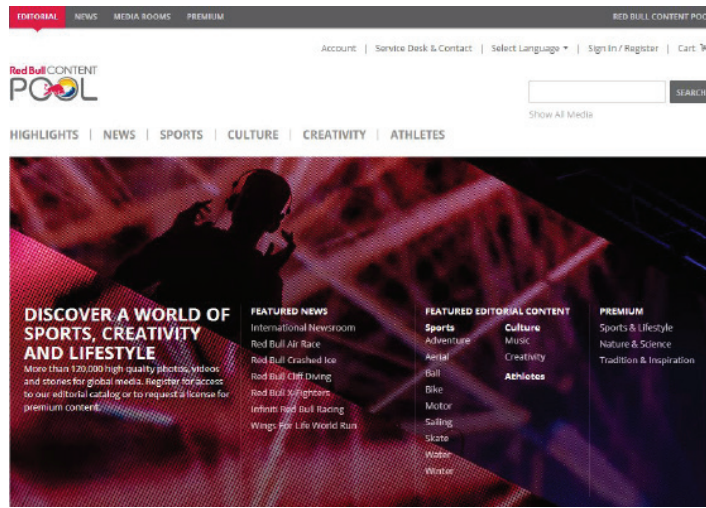 EDITORIAL NEWS MEDIA ROOMS PREMIUM RED BULL CONTENT POO
Account | Service Desk & Contact | Select Language | Sign In / Register | Cart
Red Bull CONTENT
POOL
SEARCH
Show All Media
HIGHLIGHTS | NEWS | SPORTS | CULTURE | CREATIVITY | ATHLETES
DISCOVER A WORLD OF
SPORTS, CREATIVITY
AND LIFESTYLE
More than 120,000 high quality photos, videos
and stories for global media. Register for access
to our editorial catalog or to request a license for
premium content.
FEATURED NEWS
International Newsroom
Red Bull Air Race
Red Bull Crashed Ice
Red Bull Cliff Diving
Red Bull X-Fighters
Infiniti Red Bull Racing
Wings For Life World Run
FEATURED EDITORIAL CONTENT
Sports
Adventure
Aerial
Ball
Bike
Motor
Sailing
Skate
Water
Winter
Culture
Music
Creativity
Athletes
PREMIUM
Sports & Lifestyle
Nature & Science
Tradition & Inspiration